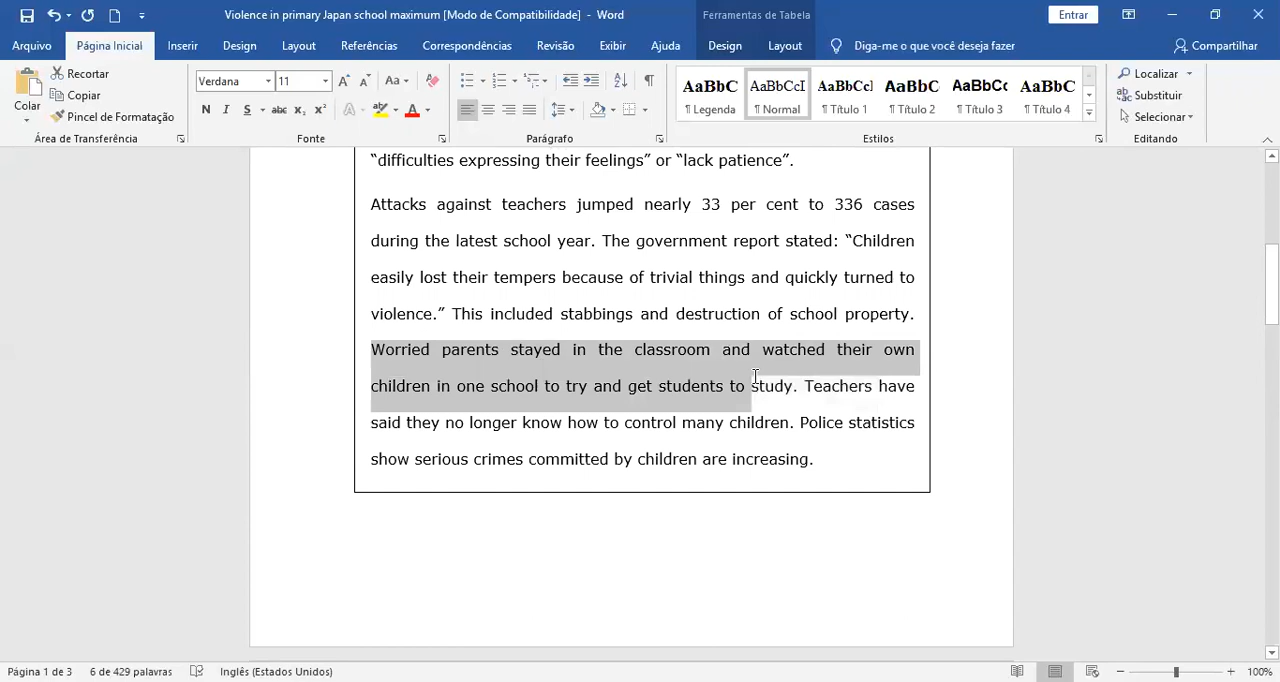 Violence in primary Japan school maximum [Modo de Compatibilidade] - Word
Ferramentas de Tabela
Entrar
Arquivo
Página Inicial
Inserir
Design
Layout
Referências
Correspondências
Revisão
Exibir
Ajuda
Design
Layout
Diga-me o que você deseja fazer
Compartilhar
Colar
Recortar
Copiar
Pincel de Formatação
Área de Transferência
Verdana
11
Aa
N I S abc x₂ x²
A
Fonte
Parágrafo
AaBbC
¶ Legenda
AaBbCcI
¶ Normal
AaBbCcI
¶ Título 1
AaBbC
¶ Título 2
AaBbCc
¶ Título 3
AaBbC
¶ Título 4
Estilos
Localizar
Substituir
Selecionar
Editando
“difficulties expressing their feelings” or “lack patience”.
Attacks against teachers jumped nearly 33 per cent to 336 cases
during the latest school year. The government report stated: “Children
easily lost their tempers because of trivial things and quickly turned to
violence.” This included stabbings and destruction of school property.
Worried parents stayed in the classroom and watched their own
children in one school to try and get students to study. Teachers have
said they no longer know how to control many children. Police statistics
show serious crimes committed by children are increasing.
Página 1 de 3
6 de 429 palavras
Inglês (Estados Unidos)
100%